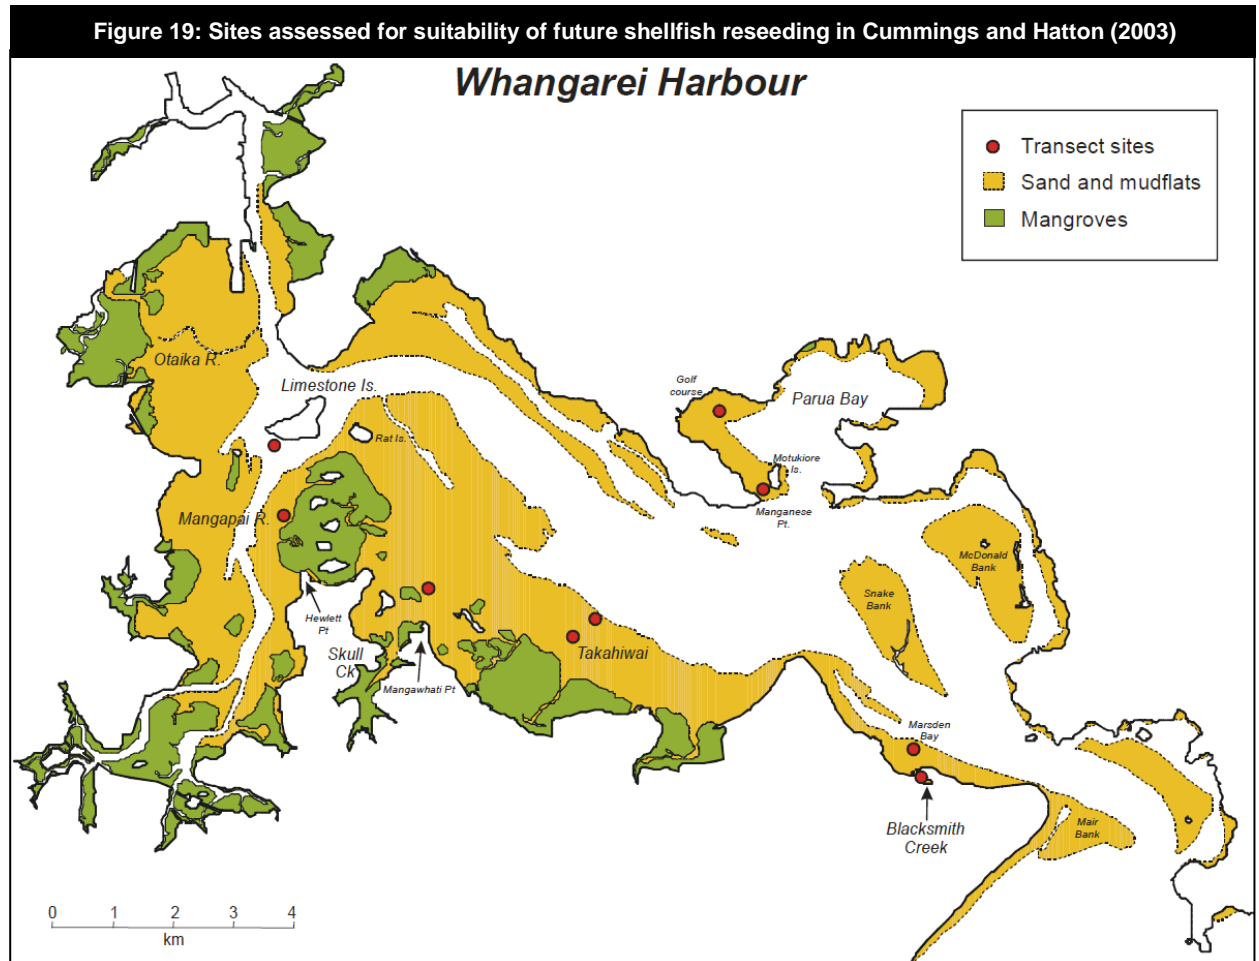 Figure 19: Sites assessed for suitability of future shellfish reseeding in Cummings and Hatton (2003)
Whangarei Harbour
Transect sites
Sand and mudflats
Mangroves
Otaika R.
Limestone Is.
Rat Is.
Golf
course
Parua Bay
Motukiore
Is.
Manganese
Pt.
Mangapai R.
McDonald
Bank
Snake
Bank
Hewlett
Pt
Skull
Ck
Mangawhati Pt
Takahiwai
Marsden
Bay
Blacksmith
Creek
Mair
Bank
0 1 2 3 4
km